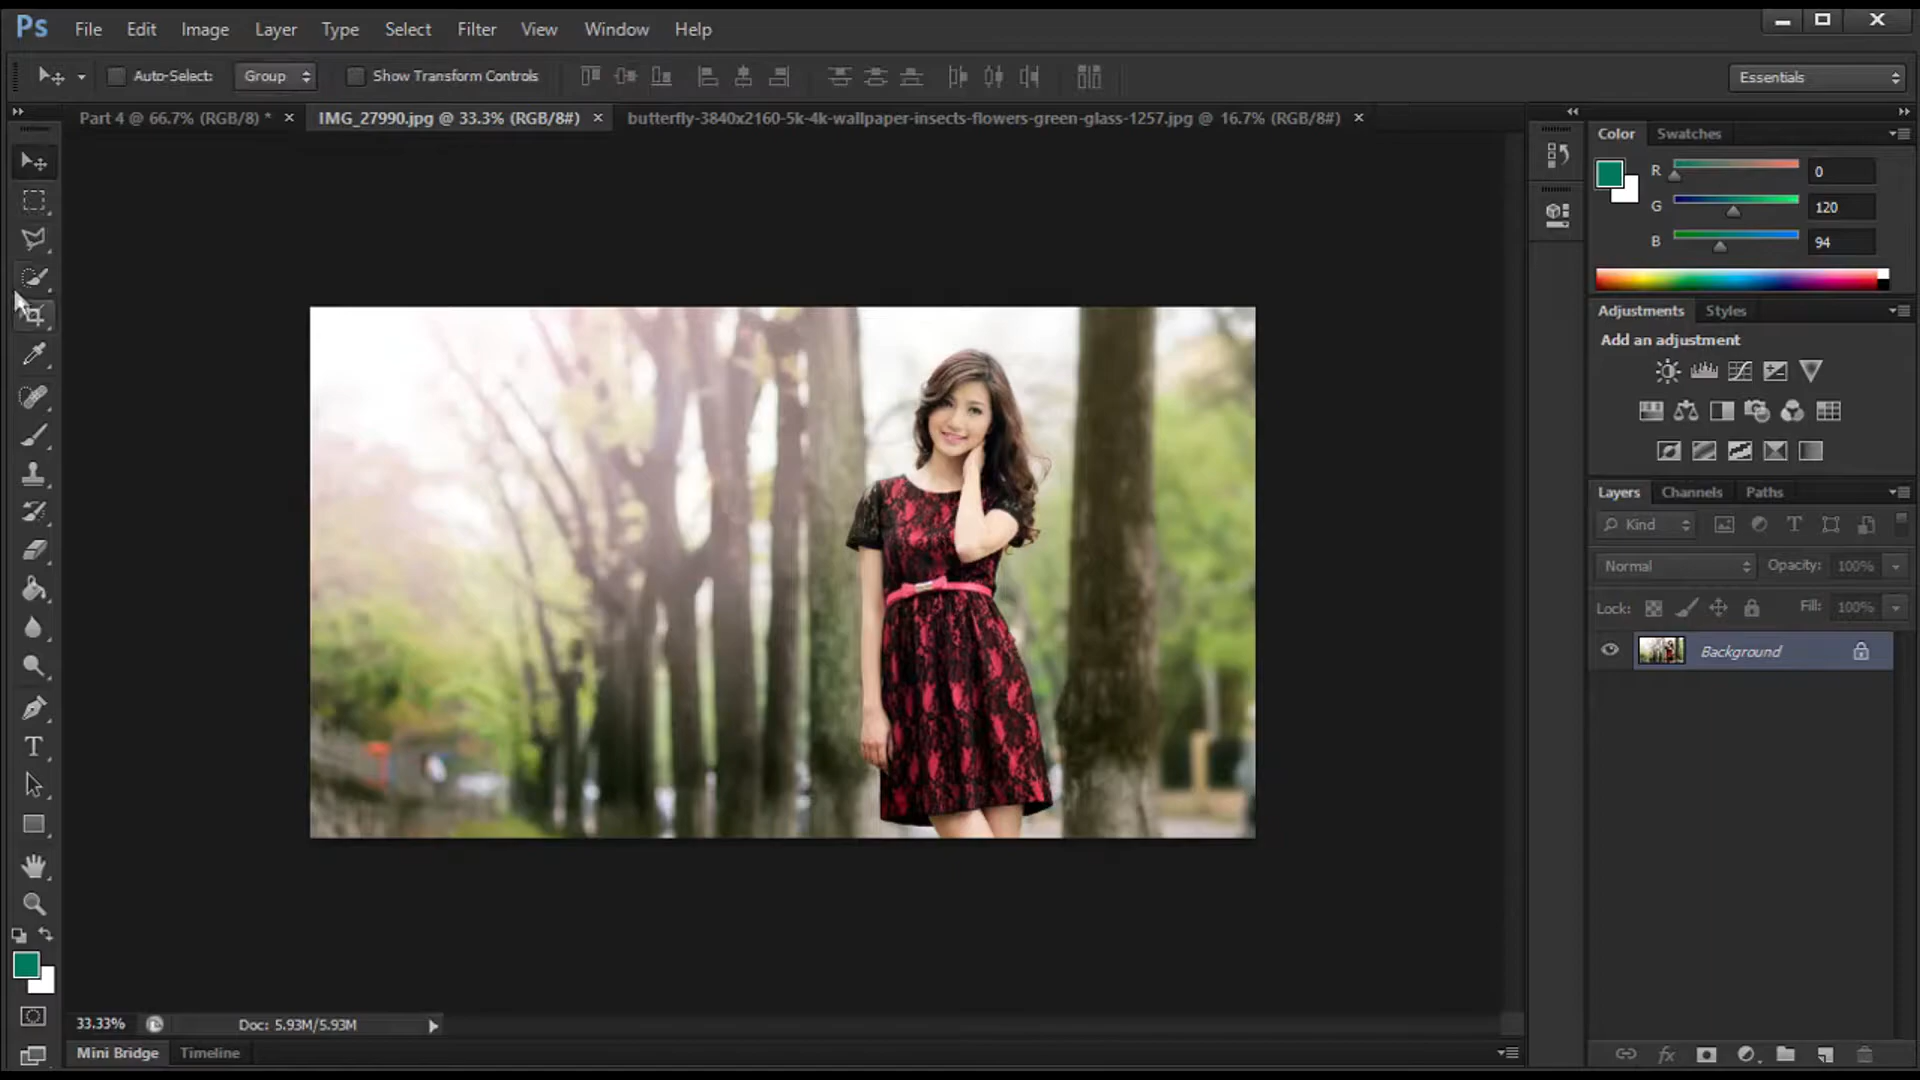 Ps File Edit Image Layer Type Select Filter View Window Help
Auto-Select: Group Show Transform Controls Essentials
Part 4 @ 66.7% (RGB/8) * × IMG_27990.jpg @ 33.3% (RGB/8#) × butterfly-3840x2160-5k-4k-wallpaper-insects-flowers-green-glass-1257.jpg @ 16.7% (RGB/8#) ×
Color Swatches
R 0
G 120
B 94
Adjustments Styles
Add an adjustment
Layers Channels Paths
Kind
Normal Opacity: 100%
Lock: Fill: 100%
Background
33.33% Doc: 5.93M/5.93M
Mini Bridge Timeline